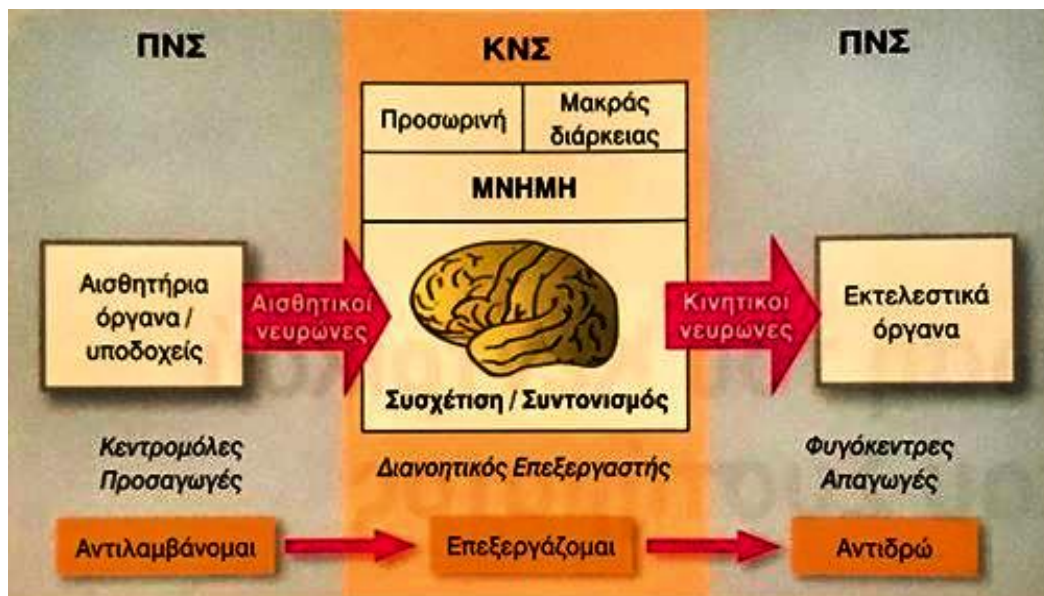 ΠΝΣ
ΚΝΣ
ΠΝΣ
Προσωρινή
Μακράς
διάρκειας
ΜΝΗΜΗ
Αισθητήρια
όργανα /
υποδοχείς
Αισθητικοί
νευρώνες
Κινητικοί
νευρώνες
Εκτελεστικά
όργανα
Συσχέτιση / Συντονισμός
Κεντρομόλες
Προσαγωγές
Διανοητικός Επεξεργαστής
Φυγόκεντρες
Απαγωγές
Αντιλαμβάνομαι
Επεξεργάζομαι
Αντιδρώ